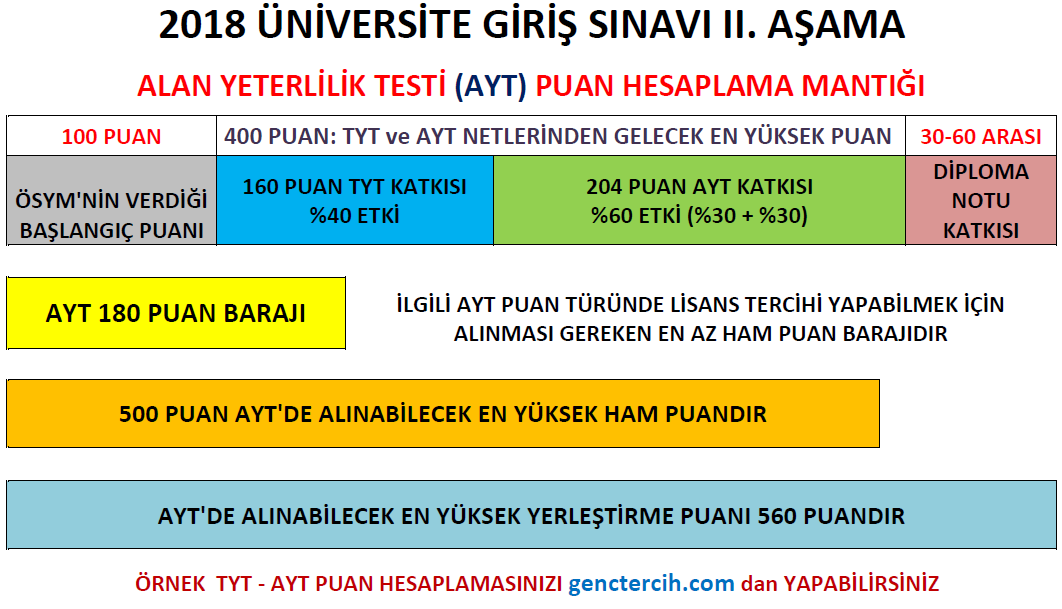 2018 ÜNİVERSİTE GİRİŞ SINAVI II. AŞAMA
ALAN YETERLİLİK TESTİ (AYT) PUAN HESAPLAMA MANTIĞI
100 PUAN
400 PUAN: TYT ve AYT NETLERİNDEN GELECEK EN YÜKSEK PUAN
30-60 ARASI
ÖSYM'NİN VERDİĞİ
BAŞLANGIÇ PUANI
160 PUAN TYT KATKISI
%40 ETKİ
204 PUAN AYT KATKISI
%60 ETKİ (%30 + %30)
DİPLOMA
NOTU
KATKISI
AYT 180 PUAN BARAJI
İLGİLİ AYT PUAN TÜRÜNDE LİSANS TERCİHİ YAPABİLMEK İÇİN
ALINMASI GEREKEN EN AZ HAM PUAN BARAJIDIR
500 PUAN AYT'DE ALINABİLECEK EN YÜKSEK HAM PUANDIR
AYT'DE ALINABİLECEK EN YÜKSEK YERLEŞTİRME PUANI 560 PUANDIR
ÖRNEK TYT - AYT PUAN HESAPLAMASINIZI genctercih.com dan YAPABİLİRSİNİZ